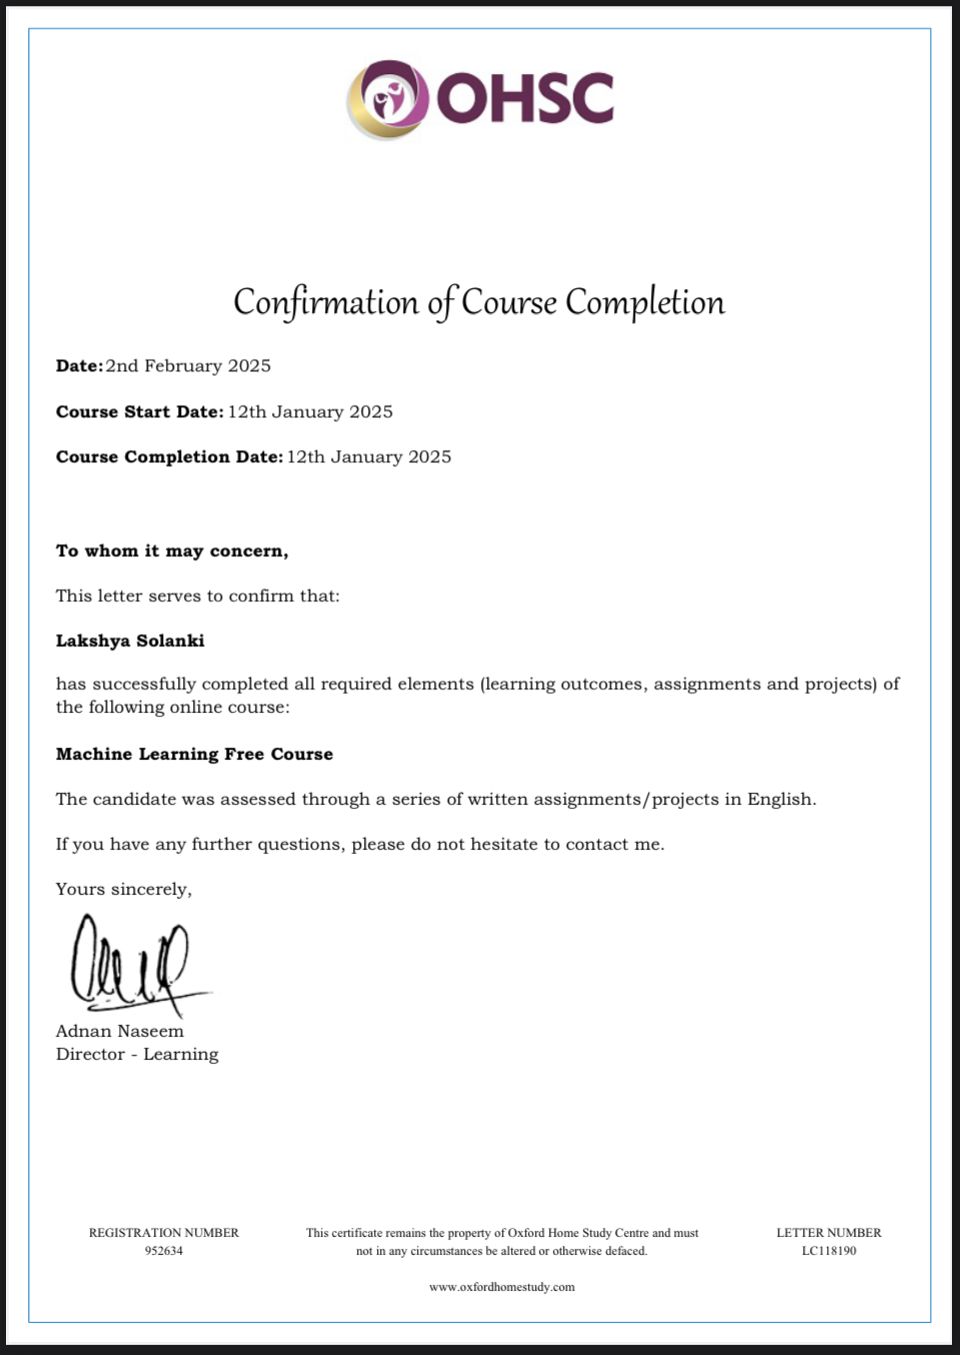 OHSC
Confirmation of Course Completion
Date: 2nd February 2025
Course Start Date: 12th January 2025
Course Completion Date: 12th January 2025
To whom it may concern,
This letter serves to confirm that:
Lakshya Solanki
has successfully completed all required elements (learning outcomes, assignments and projects) of
the following online course:
Machine Learning Free Course
The candidate was assessed through a series of written assignments/projects in English.
If you have any further questions, please do not hesitate to contact me.
Yours sincerely,
Adnan Naseem
Director - Learning
REGISTRATION NUMBER
952634
This certificate remains the property of Oxford Home Study Centre and must
not in any circumstances be altered or otherwise defaced.
www.oxfordhomestudy.com
LETTER NUMBER
LC118190